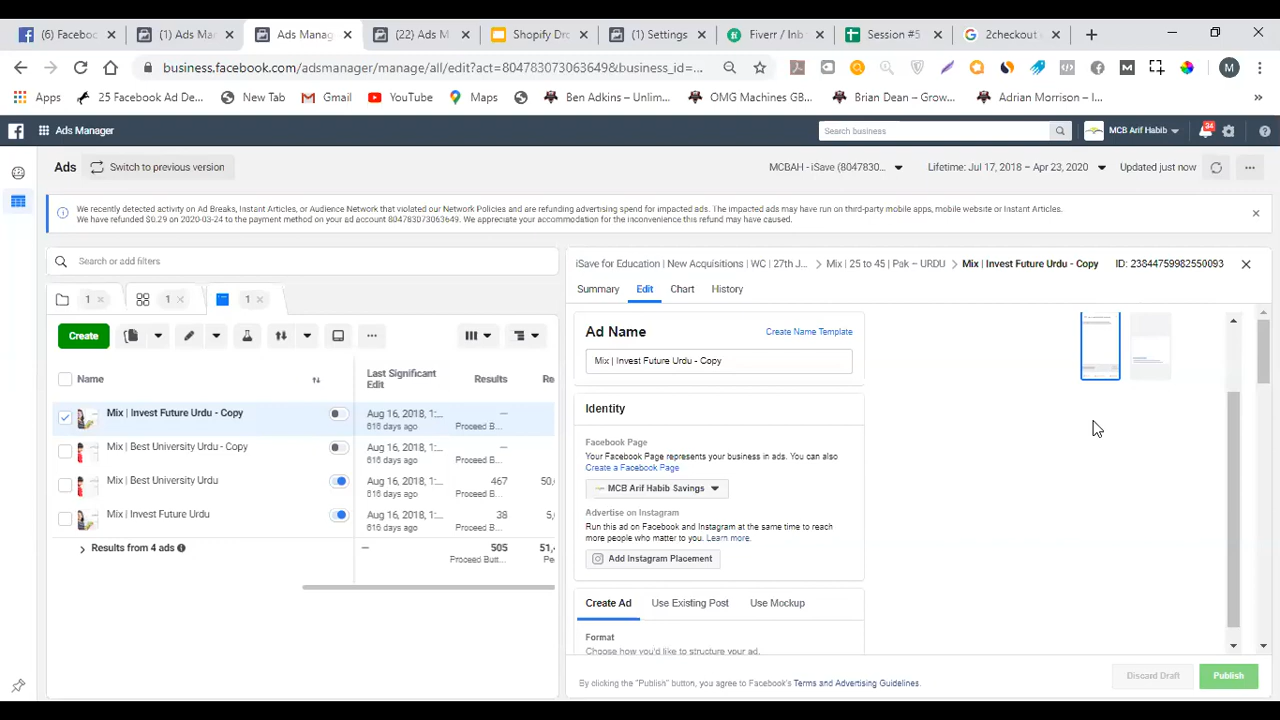 (6) Faceboo
(1) Ads Ma
Ads Manag
(22) Ads M
Shopify Dro
(1) Settings
Fiverr / Inb
Session #5
2checkout
business.facebook.com/adsmanager/manage/all/edit?act=804783073063649&business_id=...
M
Apps
25 Facebook Ad De...
New Tab
Gmail
YouTube
Maps
Ben Adkins – Unlim...
OMG Machines GB...
Brian Dean – Grow...
Adrian Morrison – I...
»
Ads Manager
Search business
MCB Arif Habib
34
Ads
Switch to previous version
MCBAH - iSave (8047830...
Lifetime: Jul 17, 2018 – Apr 23, 2020
Updated just now
We recently detected activity on Ad Breaks, Instant Articles, or Audience Network that violated our Network Policies and are refunding advertising spend for impacted ads. The impacted ads may have run on third-party mobile apps, mobile website or Instant Articles.
We have refunded $0.29 on 2020-03-24 to the payment method on your ad account 804783073063649. We appreciate your accommodation for the inconvenience this refund may have caused.
Search or add filters
1
1
1
Create
Name
Last Significant
Edit
Results
Re
Mix | Invest Future Urdu - Copy
Aug 16, 2018, 1:...
616 days ago
—
Proceed B...
Mix | Best University Urdu - Copy
Aug 16, 2018, 1:...
616 days ago
—
Proceed B...
Mix | Best University Urdu
Aug 16, 2018, 1:...
616 days ago
467
Proceed B...
50,
Mix | Invest Future Urdu
Aug 16, 2018, 1:...
616 days ago
38
Proceed B...
5,
Results from 4 ads
—
505
Proceed Butt...
51,
iSave for Education | New Acquisitions | WC | 27th J...
Mix | 25 to 45 | Pak – URDU
Mix | Invest Future Urdu - Copy
ID: 23844759982550093
Summary
Edit
Chart
History
Ad Name
Create Name Template
Mix | Invest Future Urdu - Copy
Identity
Facebook Page
Your Facebook Page represents your business in ads. You can also
Create a Facebook Page
MCB Arif Habib Savings
Advertise on Instagram
Run this ad on Facebook and Instagram at the same time to reach
more people who matter to you. Learn more.
Add Instagram Placement
Create Ad
Use Existing Post
Use Mockup
Format
Choose how you'd like to structure your ad.
By clicking the "Publish" button, you agree to Facebook's Terms and Advertising Guidelines.
Discard Draft
Publish